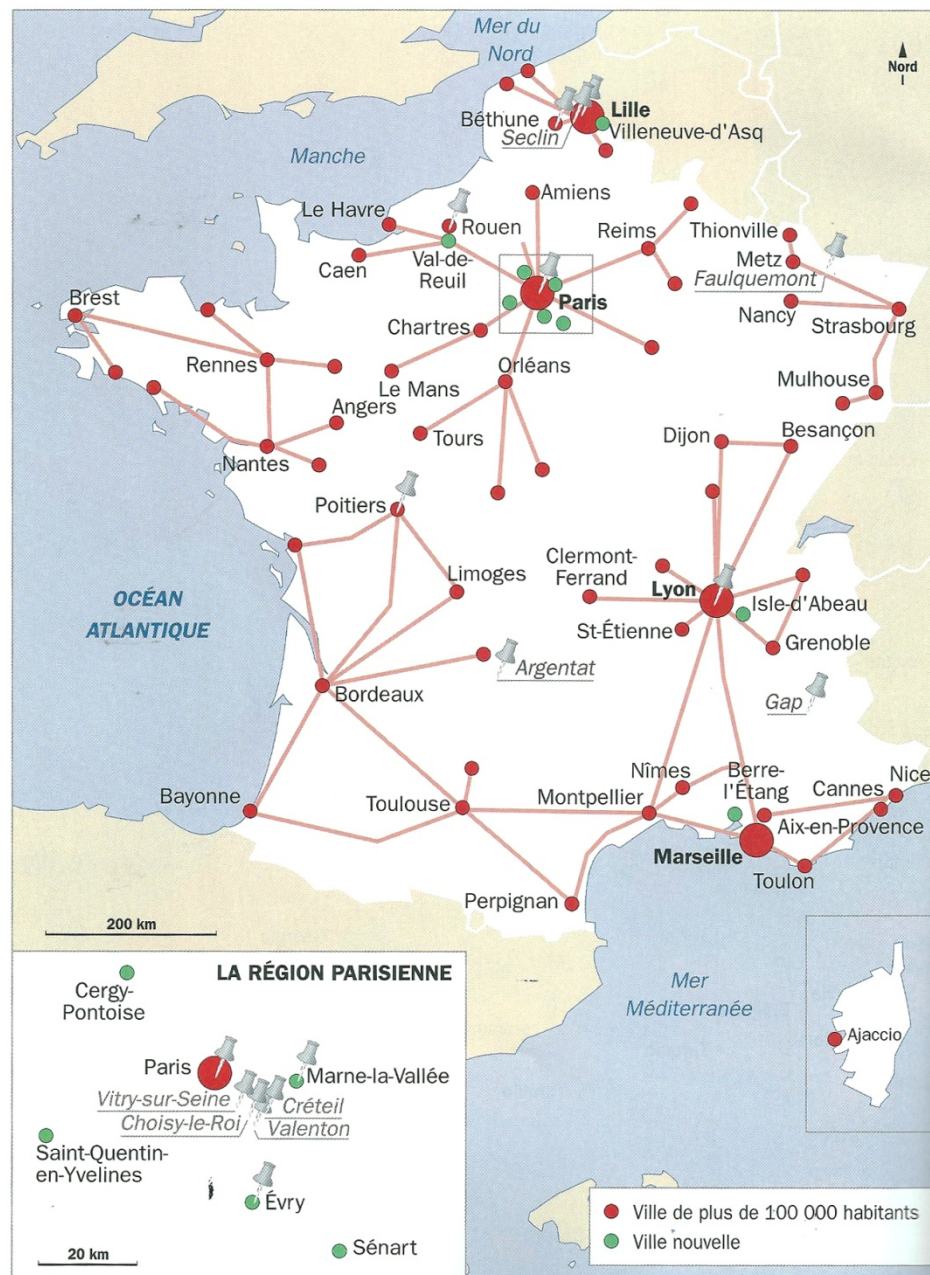 Mer du
Nord
Nord
Béthune
Lille
Seclin
Villeneuve-d'Asq
Manche
Amiens
Le Havre
Rouen
Reims
Thionville
Caen
Val-de-
Reuil
Metz
Faulquemont
Brest
Paris
Nancy
Strasbourg
Chartres
Rennes
Le Mans
Orléans
Mulhouse
Angers
Tours
Dijon
Besançon
Nantes
Poitiers
Clermont-
Ferrand
Limoges
Lyon
Isle-d'Abeau
OCÉAN
ATLANTIQUE
St-Étienne
Grenoble
Argentat
Bordeaux
Gap
Nîmes
Berre-
l'Étang
Nice
Cannes
Bayonne
Toulouse
Montpellier
Aix-en-Provence
Marseille
Toulon
Perpignan
200 km
Mer
Méditerranée
Ajaccio
LA RÉGION PARISIENNE
Cergy-
Pontoise
Paris
Marne-la-Vallée
Vitry-sur-Seine
Créteil
Choisy-le-Roi
Valenton
Saint-Quentin-
en-Yvelines
Évry
Sénart
20 km
Ville de plus de 100 000 habitants
Ville nouvelle